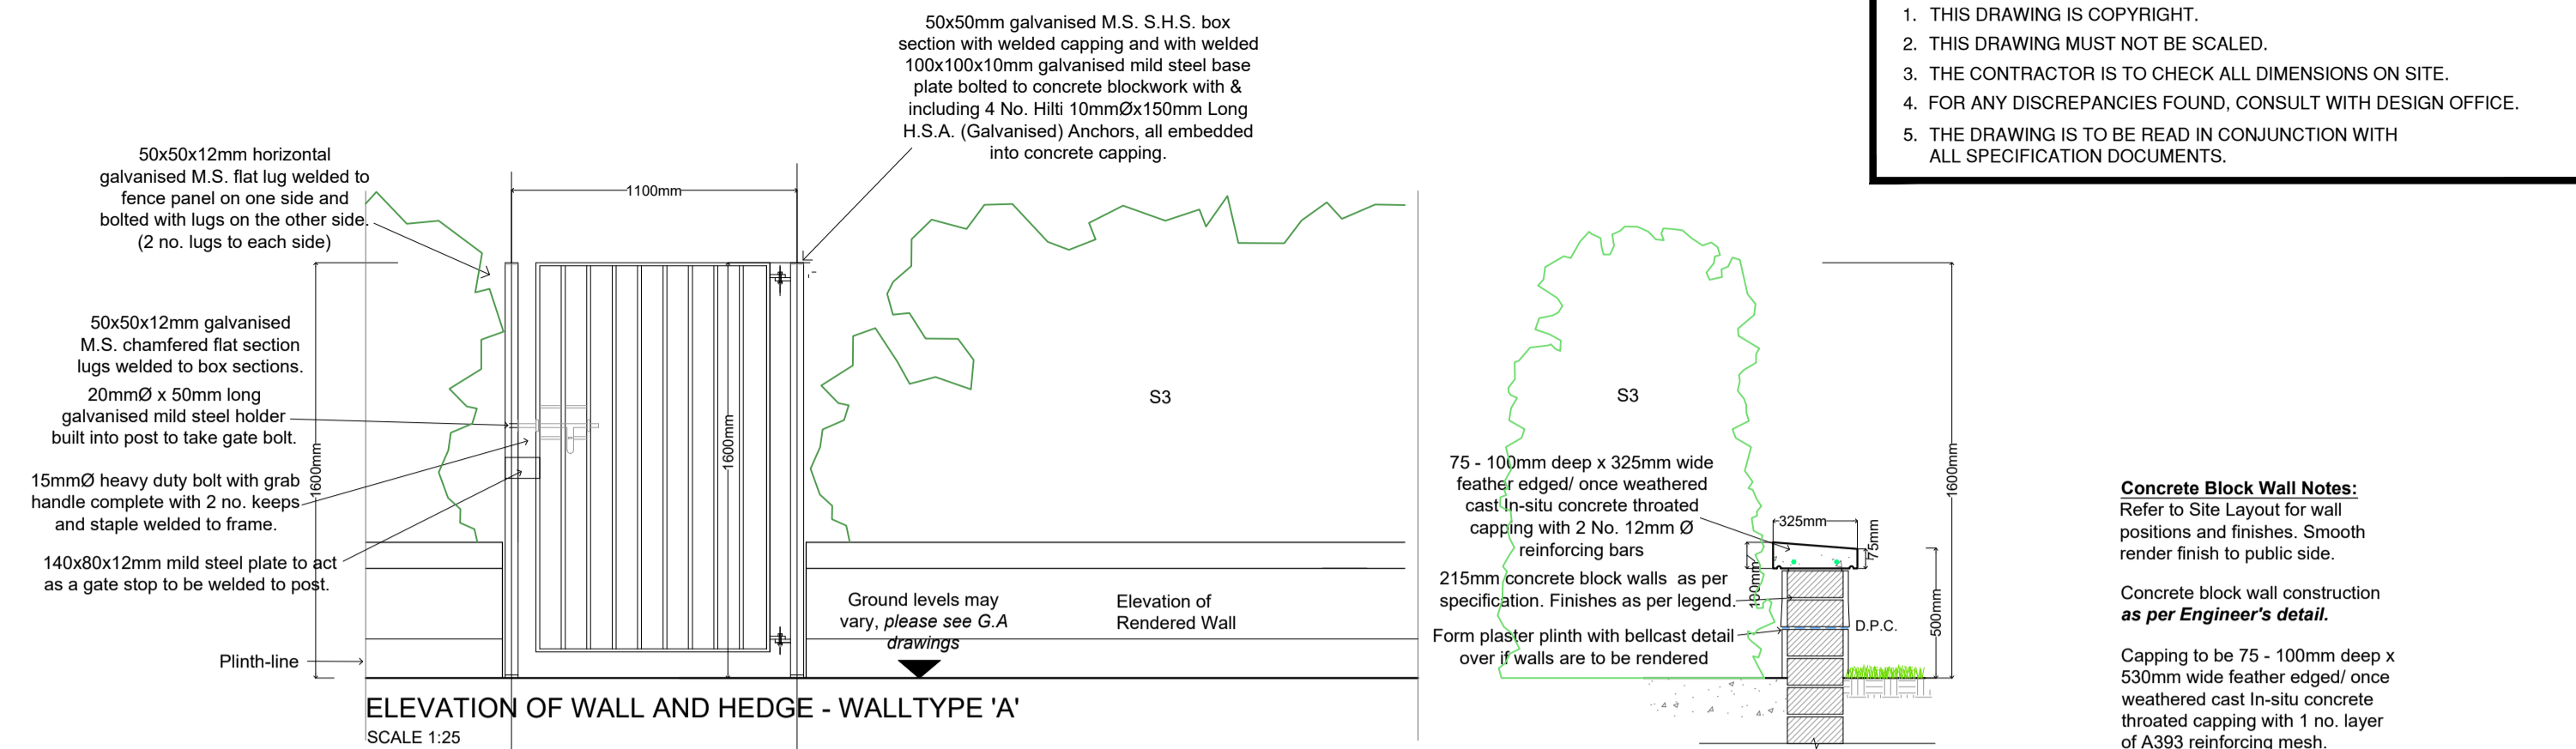 50x50mm galvanised M.S. S.H.S. box
section with welded capping and with welded
100x100x10mm galvanised mild steel base
plate bolted to concrete blockwork with &
including 4 No. Hilti 10mmØx150mm Long
H.S.A. (Galvanised) Anchors, all embedded
into concrete capping.
1. THIS DRAWING IS COPYRIGHT.
2. THIS DRAWING MUST NOT BE SCALED.
3. THE CONTRACTOR IS TO CHECK ALL DIMENSIONS ON SITE.
4. FOR ANY DISCREPANCIES FOUND, CONSULT WITH DESIGN OFFICE.
5. THE DRAWING IS TO BE READ IN CONJUNCTION WITH
ALL SPECIFICATION DOCUMENTS.
50x50x12mm horizontal
galvanised M.S. flat lug welded to
fence panel on one side and
bolted with lugs on the other side.
(2 no. lugs to each side)
1100mm
50x50x12mm galvanised
M.S. chamfered flat section
lugs welded to box sections.
20mmØ x 50mm long
galvanised mild steel holder
built into post to take gate bolt.
15mmØ heavy duty bolt with grab
handle complete with 2 no. keeps
and staple welded to frame.
140x80x12mm mild steel plate to act
as a gate stop to be welded to post.
Plinth-line
1600mm
1600mm
S3
Ground levels may
vary, please see G.A
drawings
Elevation of
Rendered Wall
ELEVATION OF WALL AND HEDGE - WALLTYPE 'A'
SCALE 1:25
S3
75 - 100mm deep x 325mm wide
feather edged/ once weathered
cast In-situ concrete throated
capping with 2 No. 12mm Ø
reinforcing bars
215mm concrete block walls as per
specification. Finishes as per legend.
Form plaster plinth with bellcast detail
over if walls are to be rendered
325mm
75mm
100mm
D.P.C.
500mm
1600mm
Concrete Block Wall Notes:
Refer to Site Layout for wall
positions and finishes. Smooth
render finish to public side.
Concrete block wall construction
as per Engineer's detail.
Capping to be 75 - 100mm deep x
530mm wide feather edged/ once
weathered cast In-situ concrete
throated capping with 1 no. layer
of A393 reinforcing mesh.